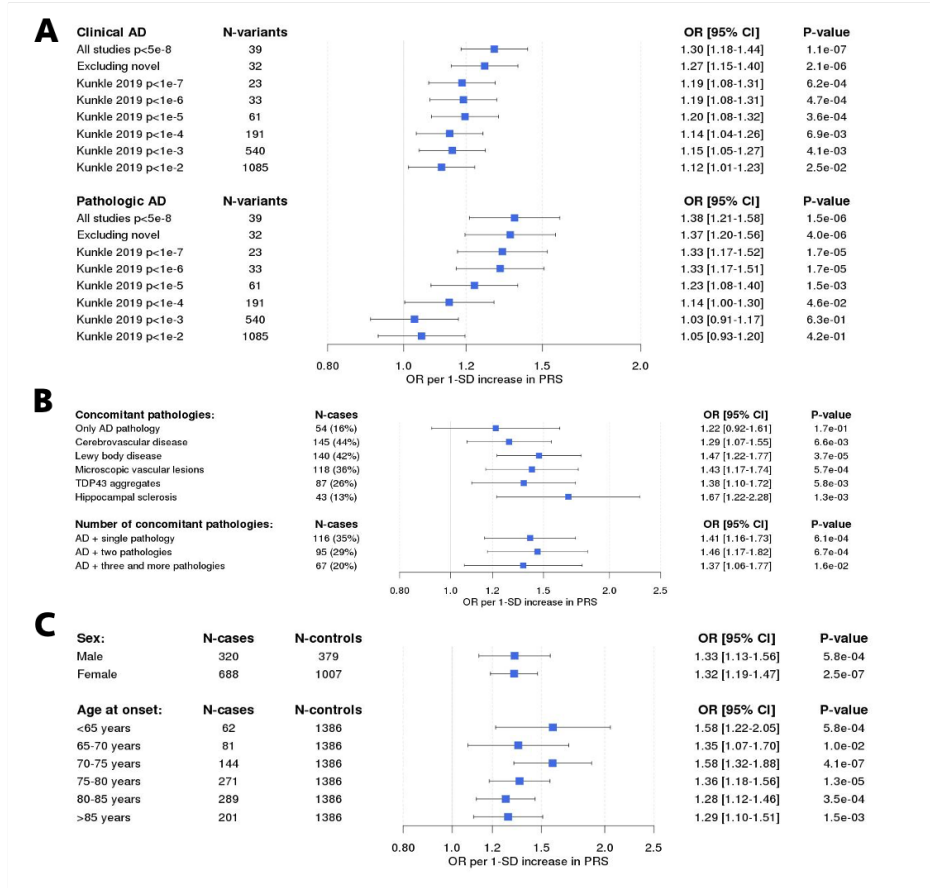 A
Clinical AD N-variants OR [95% CI] P-value
All studies p<5e-8 39 1.30 [1.18-1.44] 1.1e-07
Excluding novel 32 1.27 [1.15-1.40] 2.1e-06
Kunkle 2019 p<1e-7 23 1.19 [1.08-1.31] 6.2e-04
Kunkle 2019 p<1e-6 33 1.19 [1.08-1.31] 4.7e-04
Kunkle 2019 p<1e-5 61 1.20 [1.08-1.32] 3.6e-04
Kunkle 2019 p<1e-4 191 1.14 [1.04-1.26] 6.9e-03
Kunkle 2019 p<1e-3 540 1.15 [1.05-1.27] 4.1e-03
Kunkle 2019 p<1e-2 1085 1.12 [1.01-1.23] 2.5e-02
Pathologic AD N-variants OR [95% CI] P-value
All studies p<5e-8 39 1.38 [1.21-1.58] 1.5e-06
Excluding novel 32 1.37 [1.20-1.56] 4.0e-06
Kunkle 2019 p<1e-7 23 1.33 [1.17-1.52] 1.7e-05
Kunkle 2019 p<1e-6 33 1.33 [1.17-1.51] 1.7e-05
Kunkle 2019 p<1e-5 61 1.23 [1.08-1.40] 1.5e-03
Kunkle 2019 p<1e-4 191 1.14 [1.00-1.30] 4.6e-02
Kunkle 2019 p<1e-3 540 1.03 [0.91-1.17] 6.3e-01
Kunkle 2019 p<1e-2 1085 1.05 [0.93-1.20] 4.2e-01
0.80 1.0 1.2 1.5 2.0
OR per 1-SD increase in PRS
B
Concomitant pathologies: N-cases OR [95% CI] P-value
Only AD pathology 54 (16%) 1.22 [0.92-1.61] 1.7e-01
Cerebrovascular disease 145 (44%) 1.29 [1.07-1.55] 6.6e-03
Lewy body disease 140 (42%) 1.47 [1.22-1.77] 3.7e-05
Microscopic vascular lesions 118 (36%) 1.43 [1.17-1.74] 5.7e-04
TDP43 aggregates 87 (26%) 1.38 [1.10-1.72] 5.8e-03
Hippocampal sclerosis 43 (13%) 1.67 [1.22-2.28] 1.3e-03
Number of concomitant pathologies: N-cases OR [95% CI] P-value
AD + single pathology 116 (35%) 1.41 [1.16-1.73] 6.1e-04
AD + two pathologies 95 (29%) 1.46 [1.17-1.82] 6.7e-04
AD + three and more pathologies 67 (20%) 1.37 [1.06-1.77] 1.6e-02
0.80 1.0 1.2 1.5 2.0 2.5
OR per 1-SD increase in PRS
C
Sex: N-cases N-controls OR [95% CI] P-value
Male 320 379 1.33 [1.13-1.56] 5.8e-04
Female 688 1007 1.32 [1.19-1.47] 2.5e-07
Age at onset: N-cases N-controls OR [95% CI] P-value
<65 years 62 1386 1.58 [1.22-2.05] 5.8e-04
65-70 years 81 1386 1.35 [1.07-1.70] 1.0e-02
70-75 years 144 1386 1.58 [1.32-1.88] 4.1e-07
75-80 years 271 1386 1.36 [1.18-1.56] 1.3e-05
80-85 years 289 1386 1.28 [1.12-1.46] 3.5e-04
>85 years 201 1386 1.29 [1.10-1.51] 1.5e-03
0.80 1.0 1.2 1.5 2.0 2.5
OR per 1-SD increase in PRS